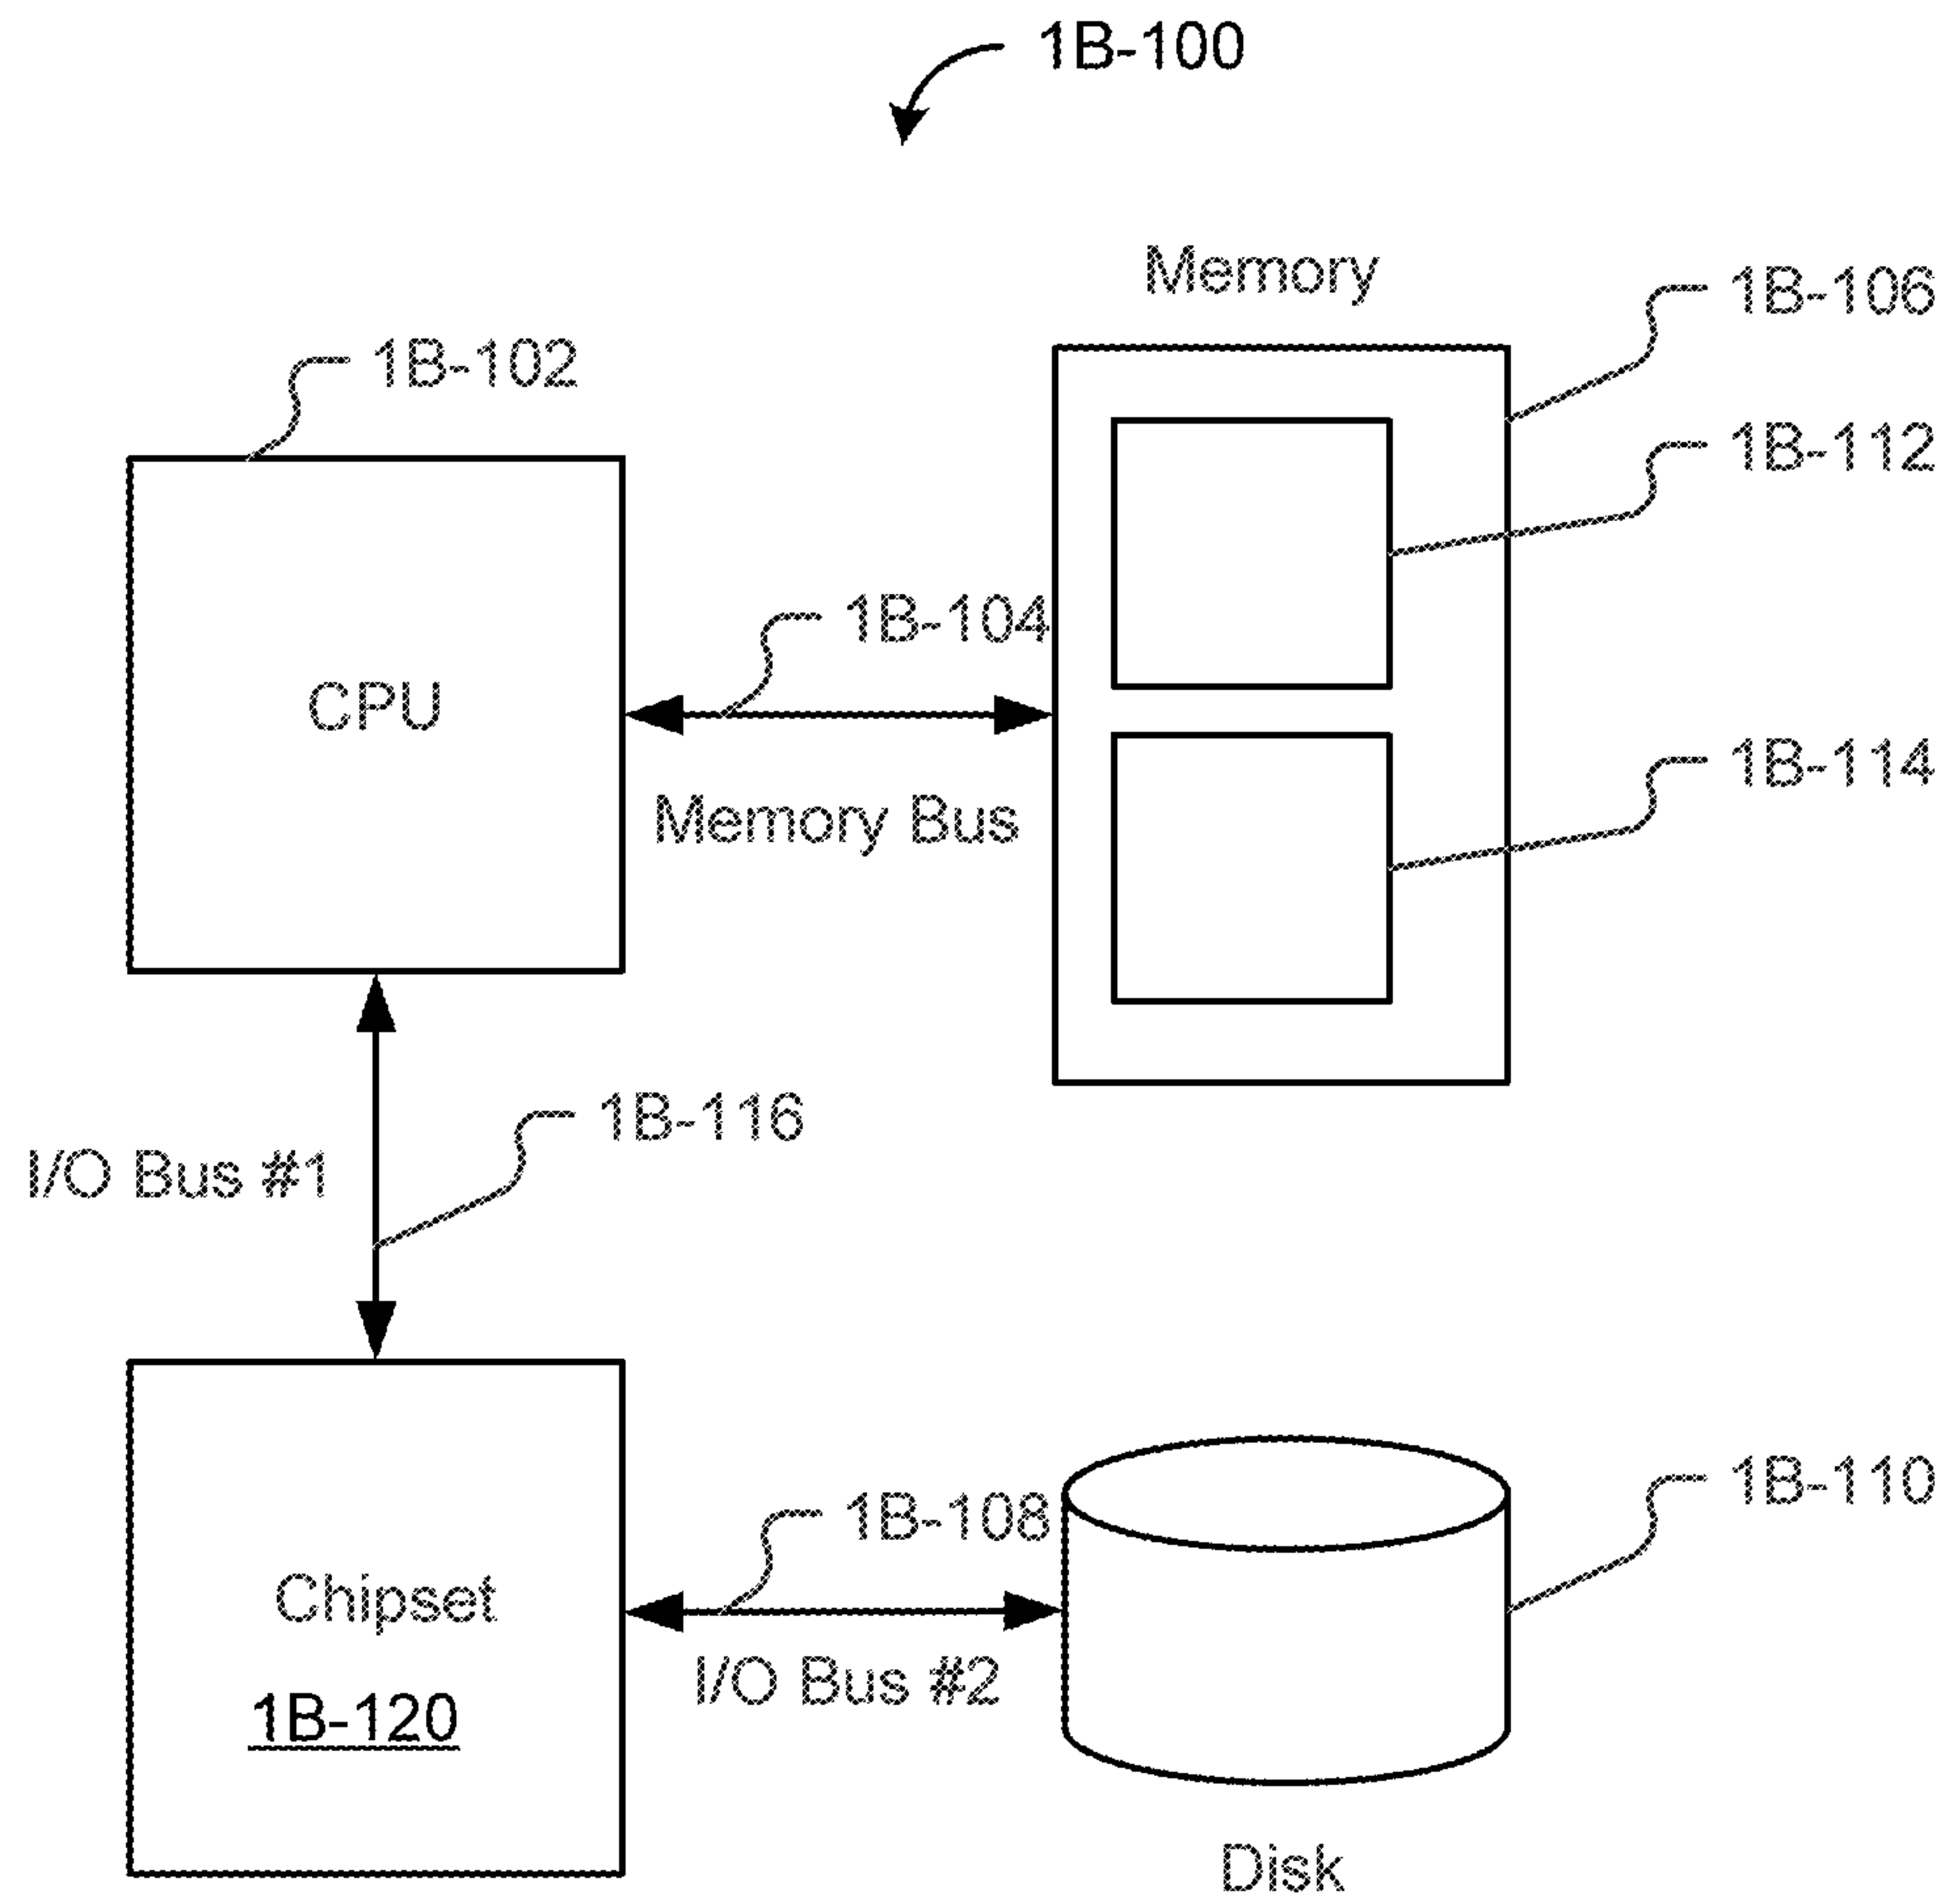 1B-100
Memory
1B-106
1B-102
1B-112
1B-104
CPU
1B-114
Memory Bus
1B-116
I/O Bus #1
1B-110
1B-108
Chipset
I/O Bus #2
1B-120
Disk